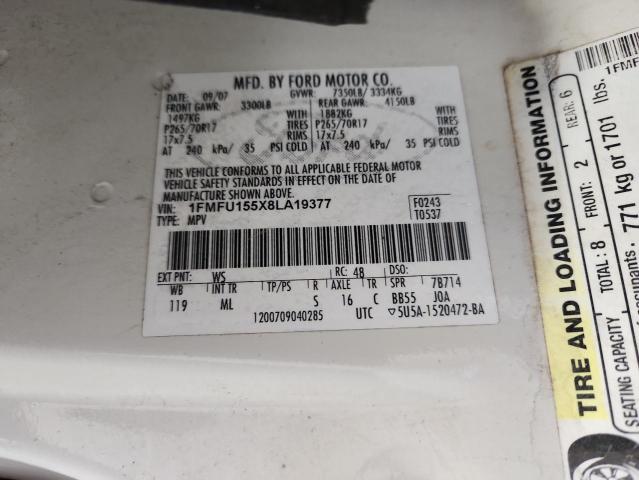 MFD. BY FORD MOTOR CO.
DATE: 09/07 GVWR: 7350LB/ 3334KG
FRONT GAWR: 3300LB REAR GAWR: 4150LB
1497KG WITH 1882KG WITH
P265/70R17 TIRES P265/70R17 TIRES
17x7.5 RIMS 17x7.5 RIMS
AT 240 kPa/ 35 PSI COLD AT 240 kPa/ 35 PSI COLD
THIS VEHICLE CONFORMS TO ALL APPLICABLE FEDERAL MOTOR
VEHICLE SAFETY STANDARDS IN EFFECT ON THE DATE OF
MANUFACTURE SHOWN ABOVE.
VIN: 1FMFU155X8LA19377 F0243
TYPE: MPV T0537
EXT PNT: WS RC: 48 DSO:
WB INT TR TP/PS R AXLE TR SPR 7B714
119 ML S 16 C BB55 J0A
1200709040285 UTC ▽5U5A-1520472-BA
TIRE AND LOADING INFORMATION
SEATING CAPACITY TOTAL: 8 FRONT: 2 REAR: 6
occupants. 771 kg or 1701 lbs.
1FMF